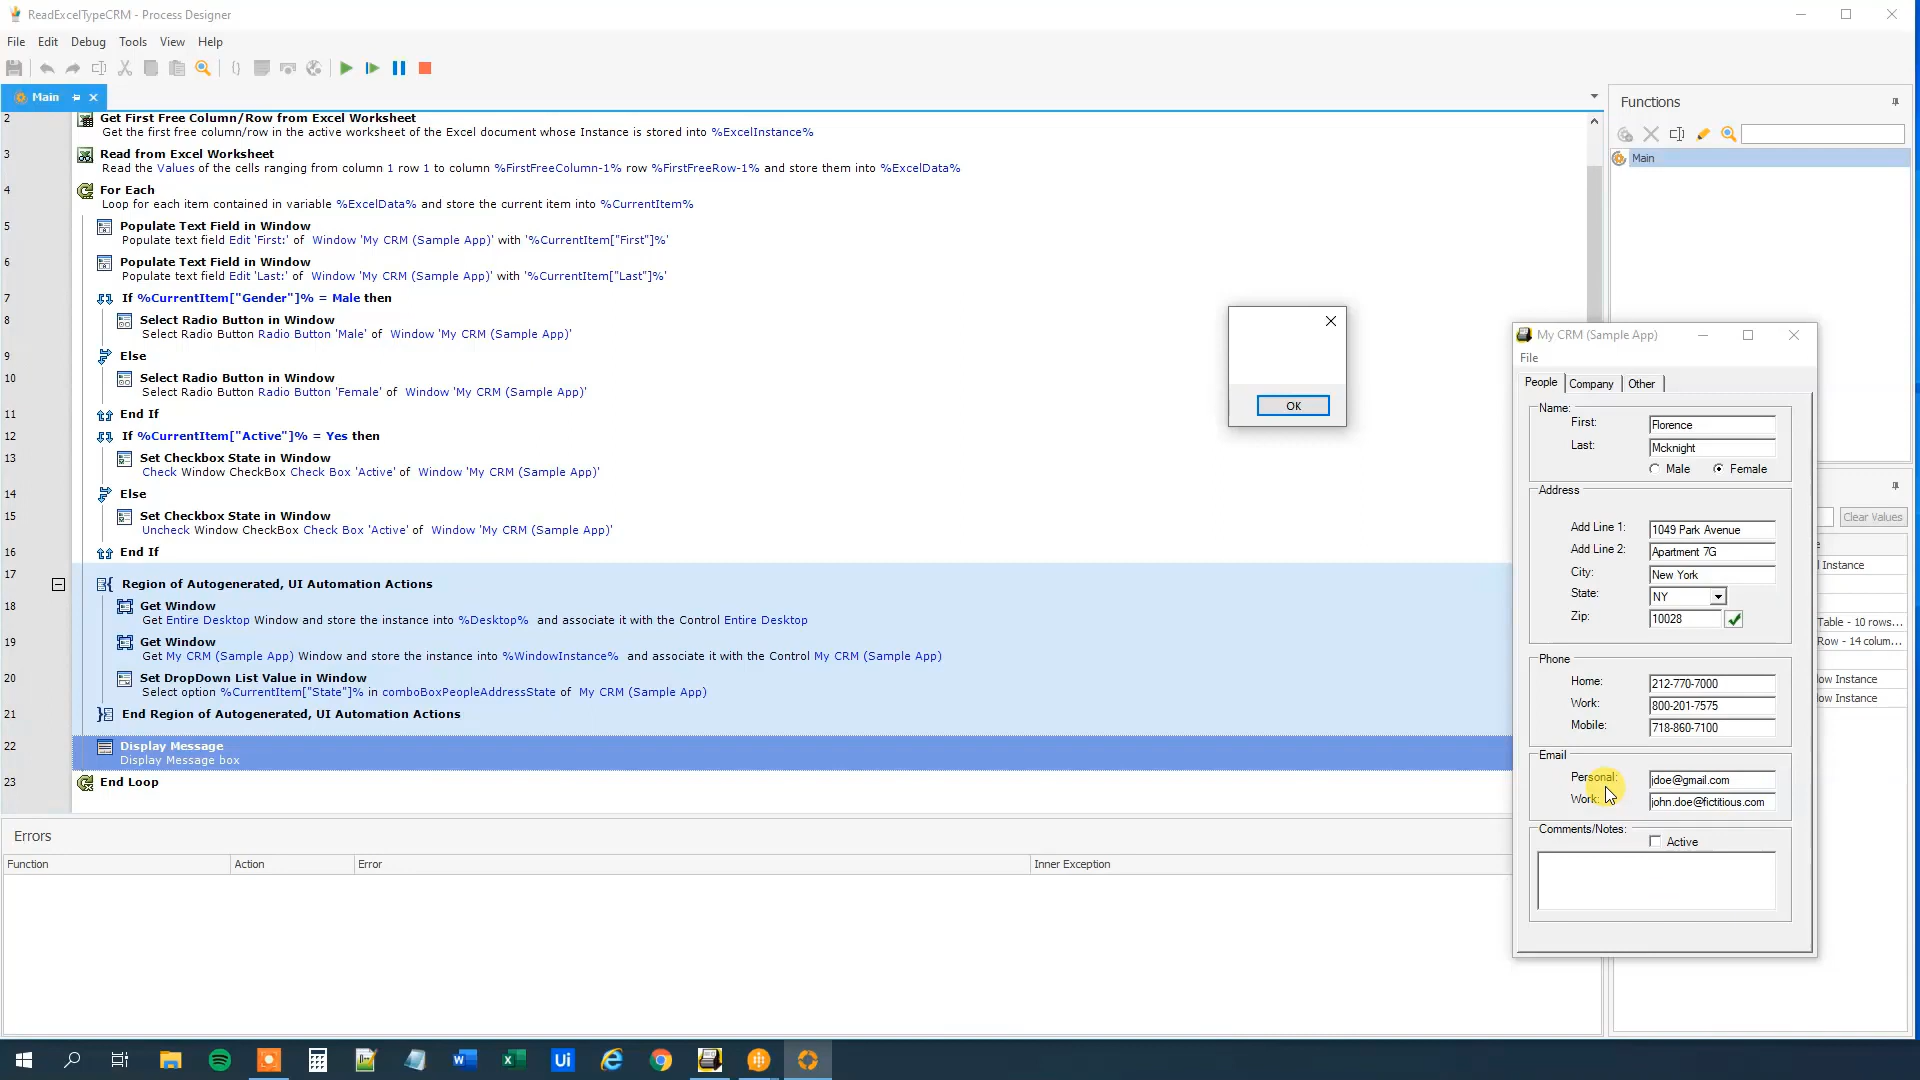 ReadExcelTypeCRM - Process Designer
File Edit Debug Tools View Help
Main
2 Get First Free Column/Row from Excel Worksheet
Get the first free column/row in the active worksheet of the Excel document whose Instance is stored into %ExcelInstance%
3 Read from Excel Worksheet
Read the Values of the cells ranging from column 1 row 1 to column %FirstFreeColumn-1% row %FirstFreeRow-1% and store them into %ExcelData%
4 For Each
Loop for each item contained in variable %ExcelData% and store the current item into %CurrentItem%
5 Populate Text Field in Window
Populate text field Edit 'First:' of Window 'My CRM (Sample App)' with '%CurrentItem["First"]%'
6 Populate Text Field in Window
Populate text field Edit 'Last:' of Window 'My CRM (Sample App)' with '%CurrentItem["Last"]%'
7 If %CurrentItem["Gender"]% = Male then
8 Select Radio Button in Window
Select Radio Button Radio Button 'Male' of Window 'My CRM (Sample App)'
9 Else
10 Select Radio Button in Window
Select Radio Button Radio Button 'Female' of Window 'My CRM (Sample App)'
11 End If
12 If %CurrentItem["Active"]% = Yes then
13 Set Checkbox State in Window
Check Window CheckBox Check Box 'Active' of Window 'My CRM (Sample App)'
14 Else
15 Set Checkbox State in Window
Uncheck Window CheckBox Check Box 'Active' of Window 'My CRM (Sample App)'
16 End If
17 Region of Autogenerated, UI Automation Actions
18 Get Window
Get Entire Desktop Window and store the instance into %Desktop% and associate it with the Control Entire Desktop
19 Get Window
Get My CRM (Sample App) Window and store the instance into %WindowInstance% and associate it with the Control My CRM (Sample App)
20 Set DropDown List Value in Window
Select option %CurrentItem["State"]% in comboBoxPeopleAddressState of My CRM (Sample App)
21 End Region of Autogenerated, UI Automation Actions
22 Display Message
Display Message box
23 End Loop
Errors
Function Action Error Inner Exception
OK
Functions
Main
Clear Values
l Instance
Table - 10 rows...
Row - 14 colum...
ow Instance
ow Instance
My CRM (Sample App)
File
People Company Other
Name:
First: Florence
Last: Mcknight
Male Female
Address
Add Line 1: 1049 Park Avenue
Add Line 2: Apartment 7G
City: New York
State: NY
Zip: 10028
Phone
Home: 212-770-7000
Work: 800-201-7575
Mobile: 718-860-7100
Email
Personal: jdoe@gmail.com
Work: john.doe@fictitious.com
Comments/Notes:
Active
Ui